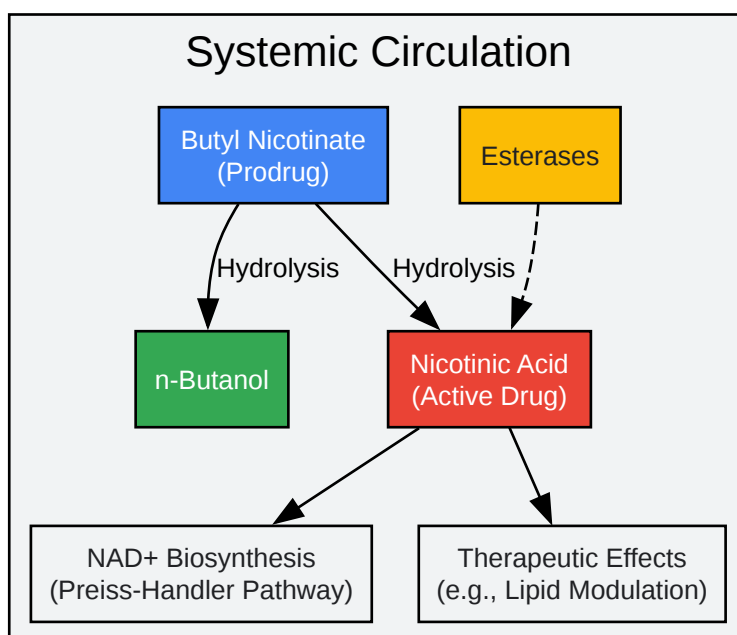 Systemic Circulation
Butyl Nicotinate
(Prodrug)
Esterases
Hydrolysis
Hydrolysis
n-Butanol
Nicotinic Acid
(Active Drug)
NAD+ Biosynthesis
(Preiss-Handler Pathway)
Therapeutic Effects
(e.g., Lipid Modulation)